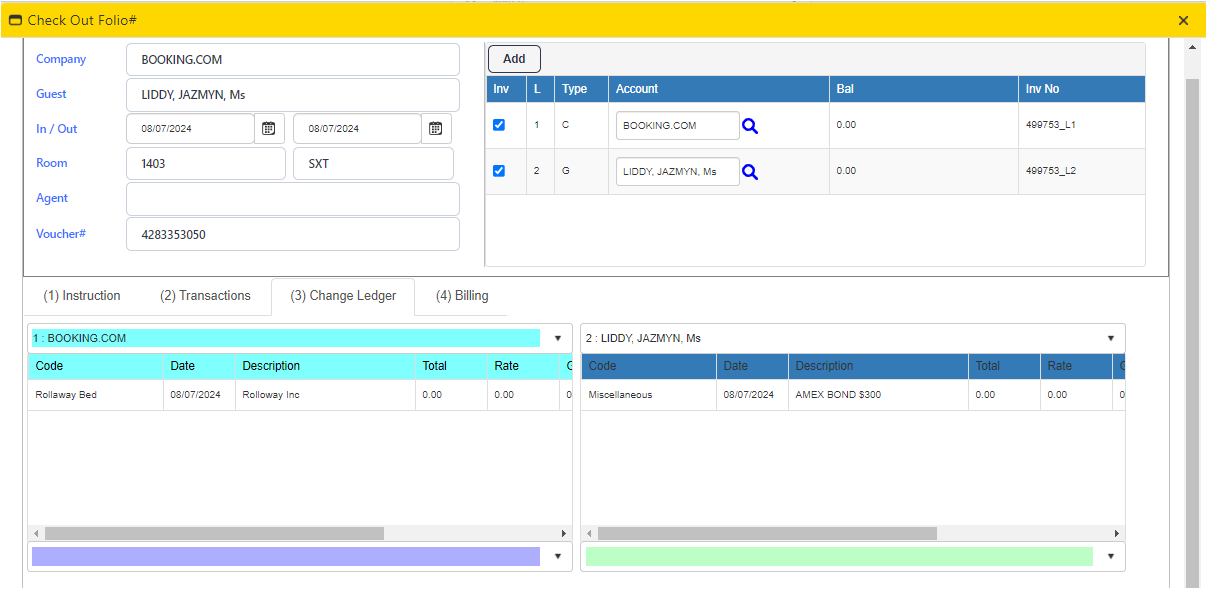 Check Out Folio#
Company
BOOKING.COM
Guest
LIDDY, JAZMYN, Ms
In / Out
08/07/2024
08/07/2024
Room
1403
SXT
Agent
Voucher#
4283353050
Add
Inv L Type Account Bal Inv No
1 C BOOKING.COM 0.00 499753_L1
2 G LIDDY, JAZMYN, Ms 0.00 499753_L2
(1) Instruction (2) Transactions (3) Change Ledger (4) Billing
1 : BOOKING.COM
Code Date Description Total Rate
Rollaway Bed 08/07/2024 Rolloway Inc 0.00 0.00 0
2 : LIDDY, JAZMYN, Ms
Code Date Description Total Rate
Miscellaneous 08/07/2024 AMEX BOND $300 0.00 0.00 0